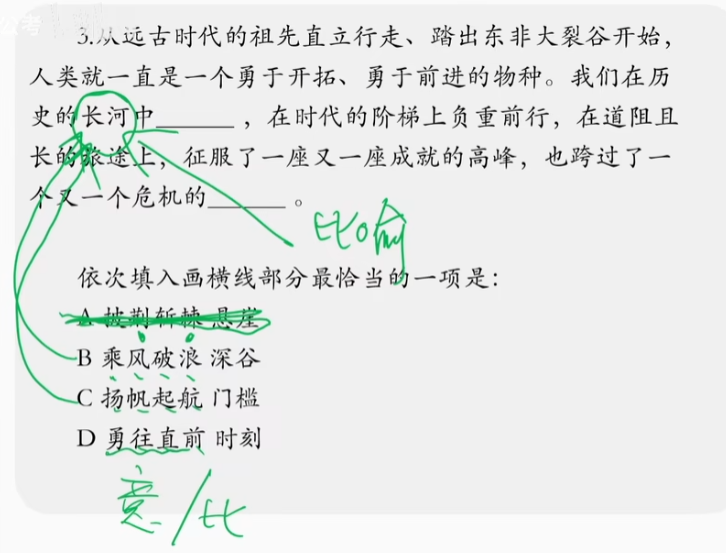 公考
3.从远古时代的祖先直立行走、踏出东非大裂谷开始，
人类就一直是一个勇于开拓、勇于前进的物种。我们在历
史的长河中______，在时代的阶梯上负重前行，在道阻且
长的旅途上，征服了一座又一座成就的高峰，也跨过了一
个又一个危机的______。
比喻
依次填入画横线部分最恰当的一项是：
A 披荆斩棘 悬崖
B 乘风破浪 深谷
C 扬帆起航 门槛
D 勇往直前 时刻
意/比